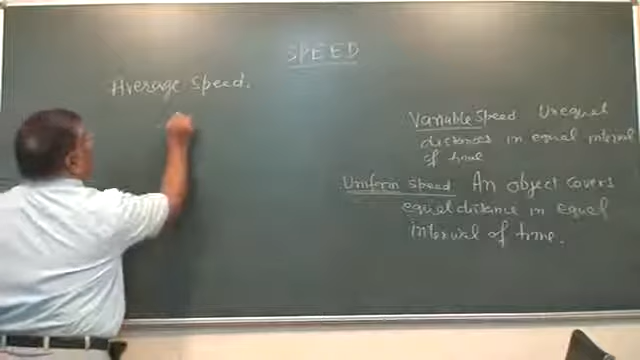 SPEED
Average Speed.
Variable Speed Unequal
distances in equal interval
of time
Uniform Speed An object covers
equal distance in equal
interval of time.